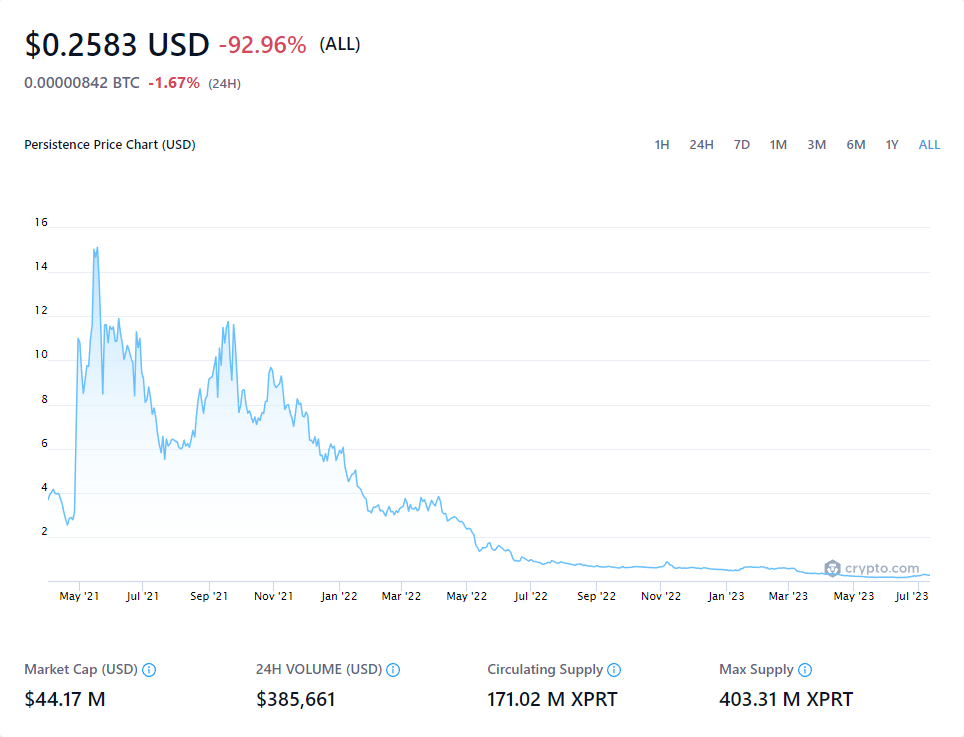 $0.2583 USD -92.96% (ALL)
0.00000842 BTC -1.67% (24H)
Persistence Price Chart (USD) 1H 24H 7D 1M 3M 6M 1Y ALL
16
14
12
10
8
6
4
2
crypto.com
May '21 Jul '21 Sep '21 Nov '21 Jan '22 Mar '22 May '22 Jul '22 Sep '22 Nov '22 Jan '23 Mar '23 May '23 Jul '23
Market Cap (USD) 24H VOLUME (USD) Circulating Supply Max Supply
$44.17 M $385,661 171.02 M XPRT 403.31 M XPRT